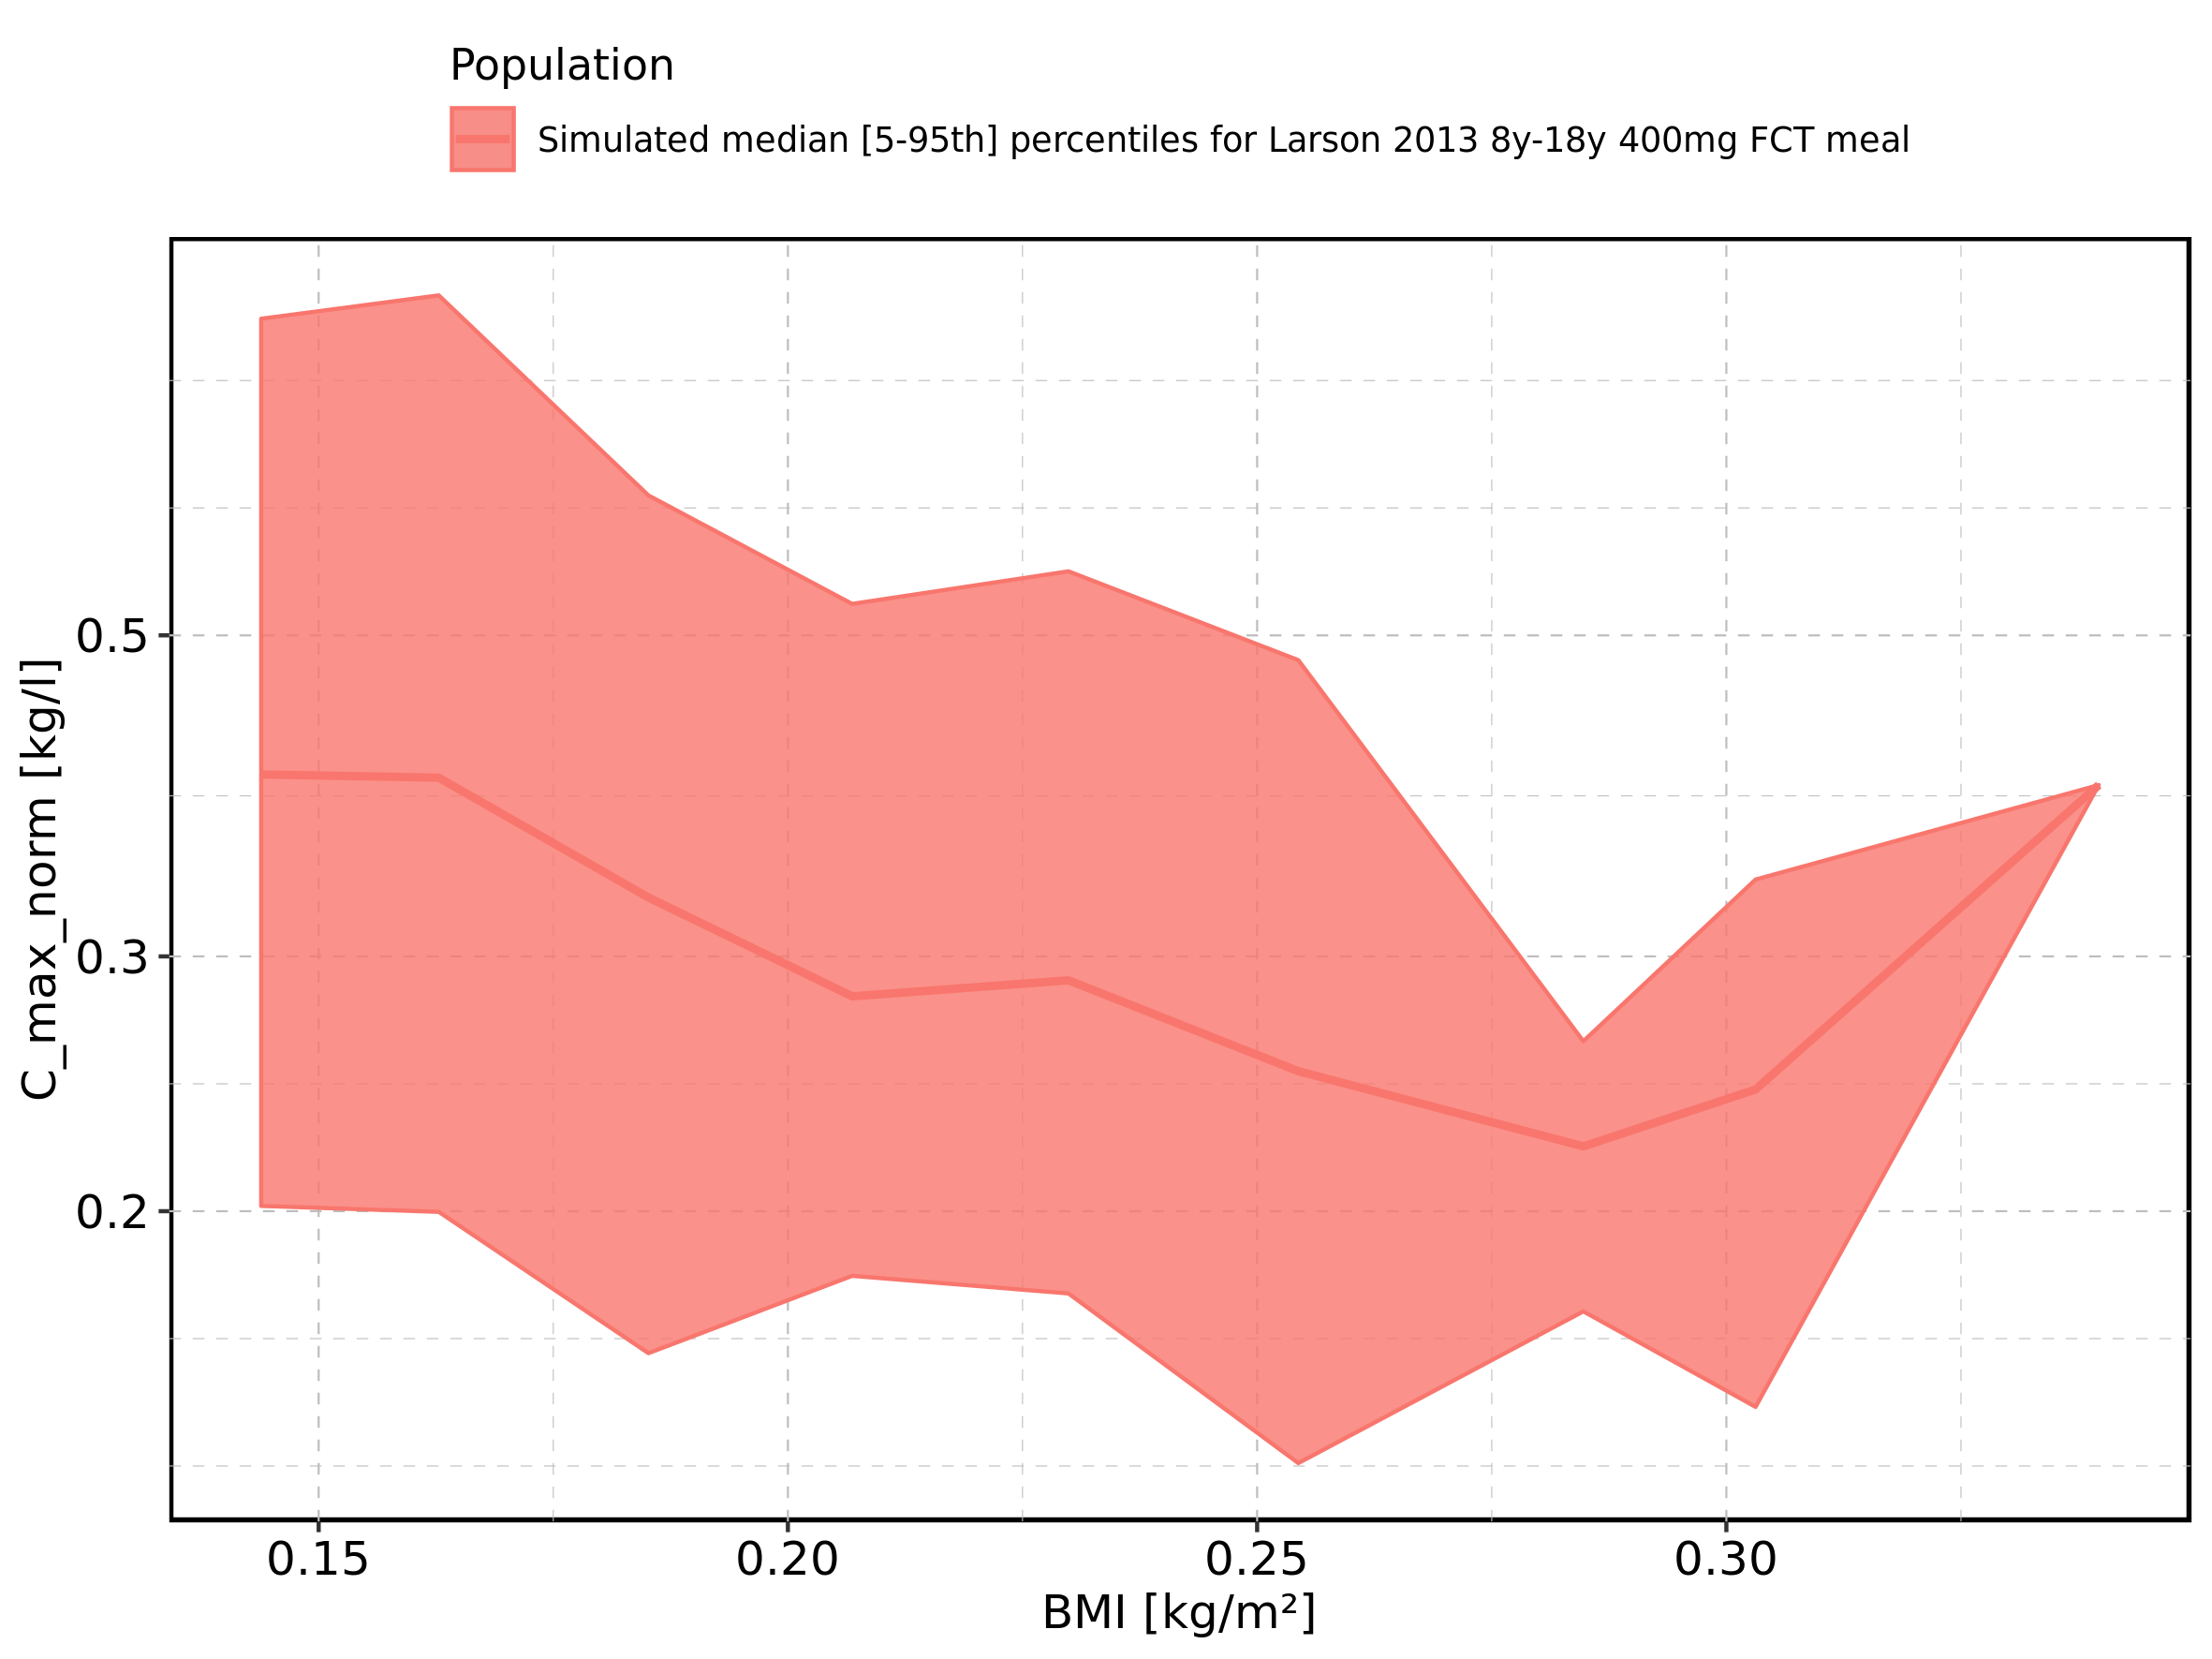 Population
Simulated median [5-95th] percentiles for Larson 2013 8y-18y 400mg FCT meal
C_max_norm [kg/l]
0.5
0.3
0.2
0.15 0.20 0.25 0.30
BMI [kg/m²]